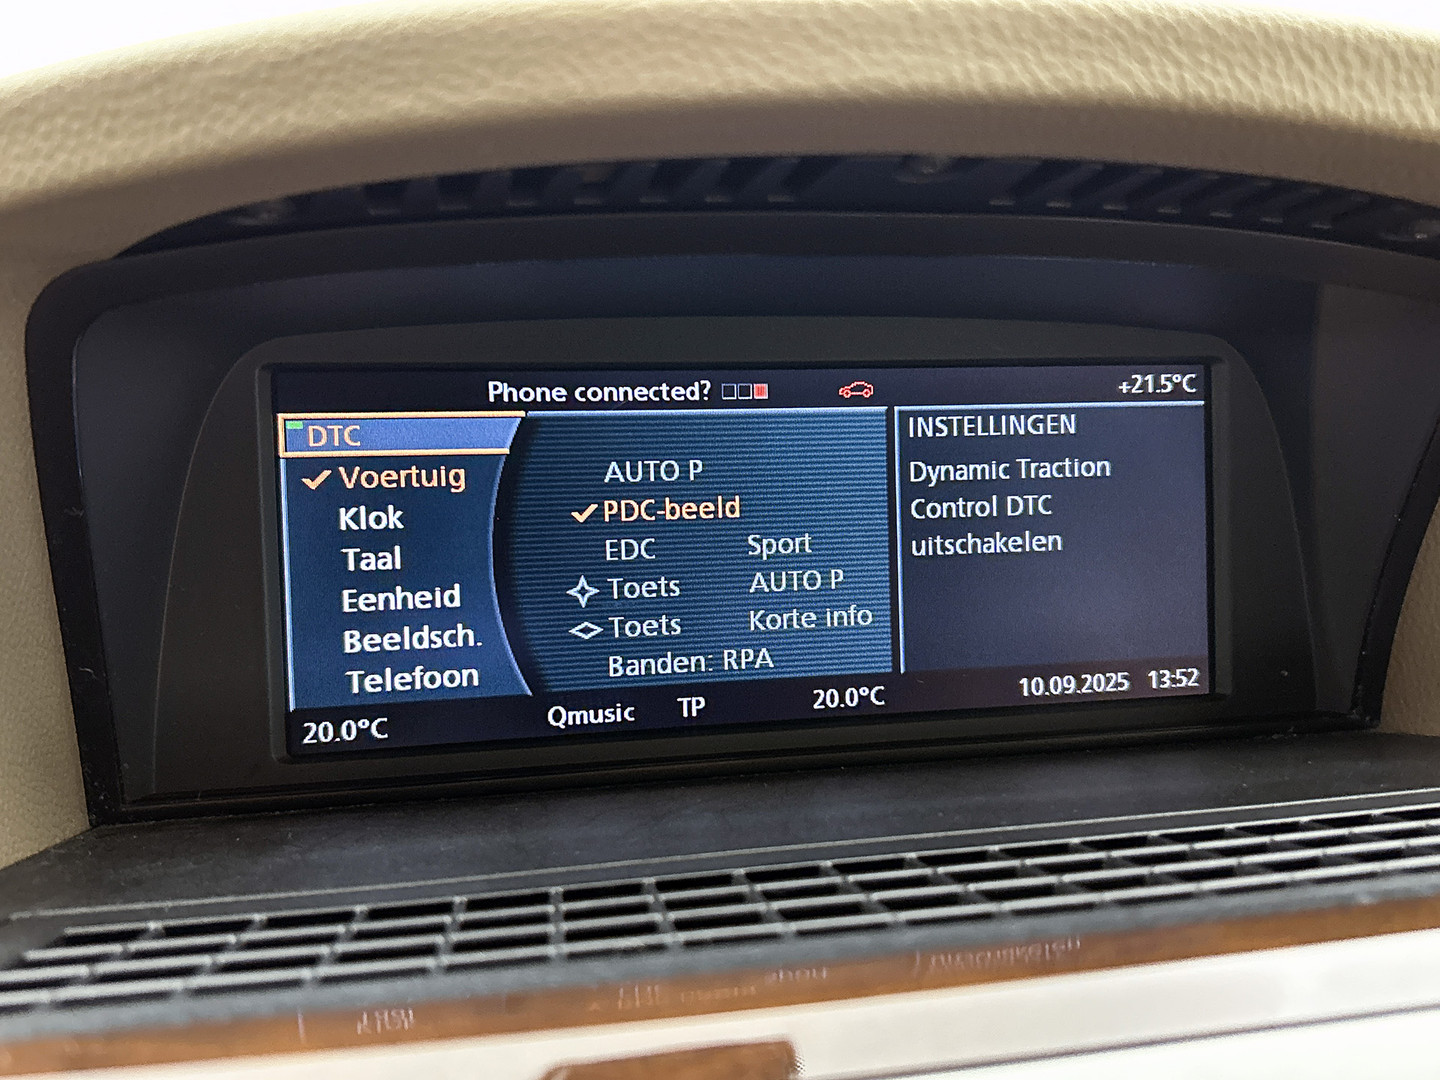 Phone connected? +21.5°C
DTC
Voertuig
Klok
Taal
Eenheid
Beeldsch.
Telefoon
AUTO P
PDC-beeld
EDC Sport
Toets AUTO P
Toets Korte info
Banden: RPA
INSTELLINGEN
Dynamic Traction
Control DTC
uitschakelen
20.0°C Qmusic TP 20.0°C 10.09.2025 13:52